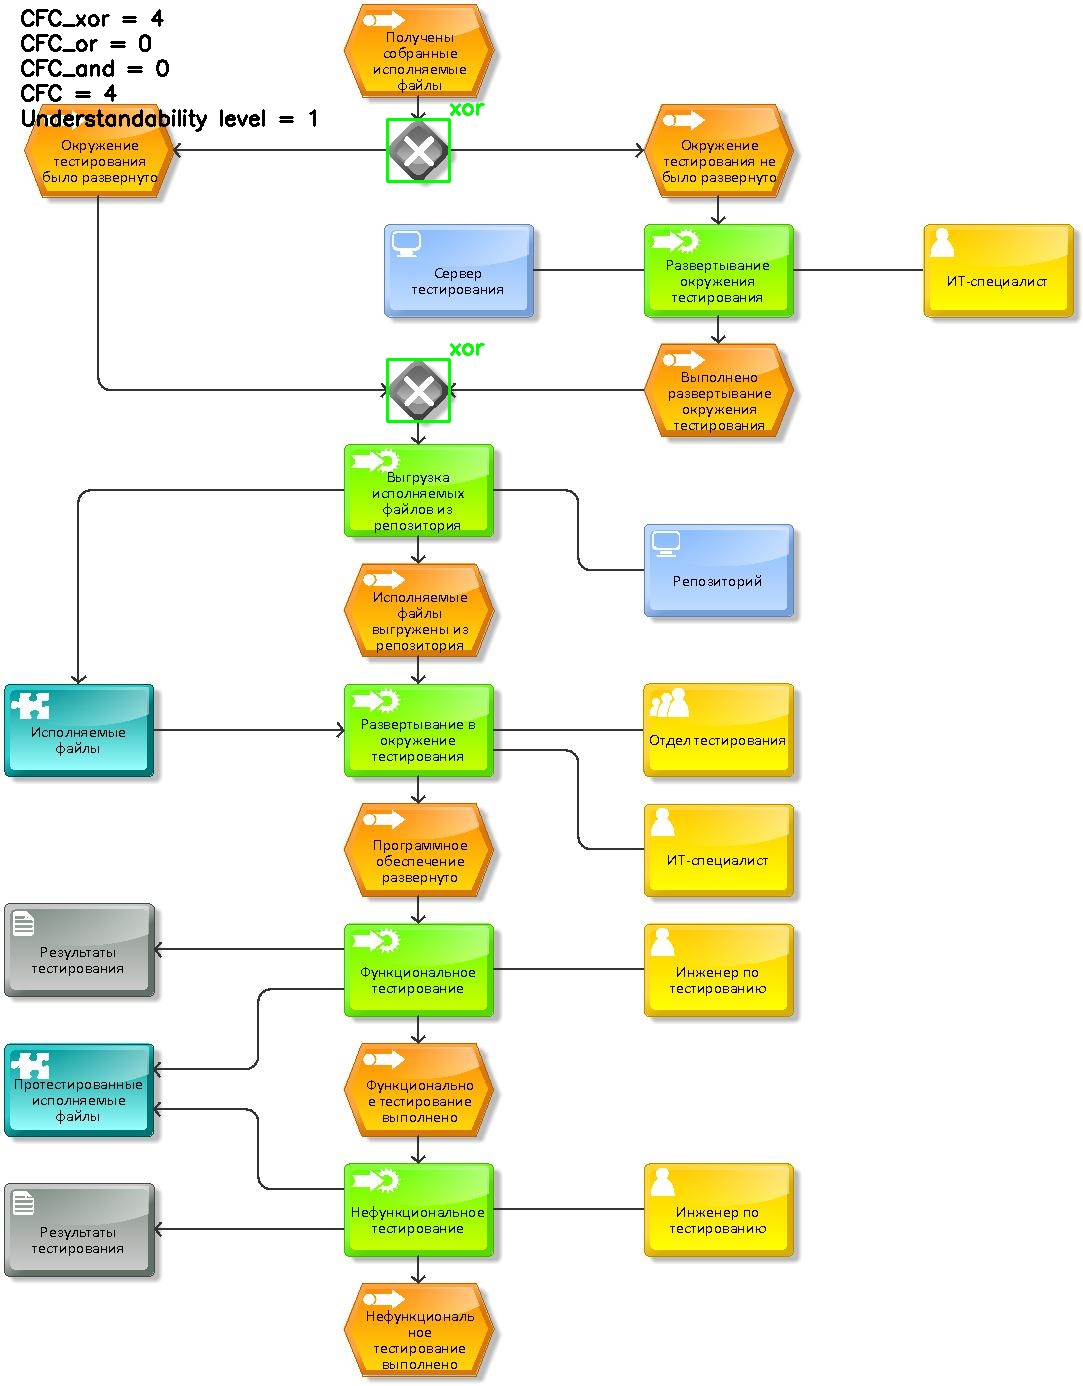 CFC_xor = 4
CFC_or = 0
CFC_and = 0
CFC = 4
Understandability level = 1
Получены
собранные
исполняемые
файлы
xor
Окружение
тестирования
было развернуто
Окружение
тестирования не
было развернуто
Сервер
тестирования
Развертывание
окружения
тестирования
ИТ-специалист
xor
Выполнено
развертывание
окружения
тестирования
Выгрузка
исполняемых
файлов из
репозитория
Репозиторий
Исполняемые
файлы
выгружены из
репозитория
Исполняемые
файлы
Развертывание в
окружение
тестирования
Отдел тестирования
ИТ-специалист
Программное
обеспечение
развернуто
Результаты
тестирования
Функциональное
тестирование
Инженер по
тестированию
Протестированные
исполняемые
файлы
Функционально
е тестирование
выполнено
Результаты
тестирования
Нефункциональное
тестирование
Инженер по
тестированию
Нефункциональ
ное
тестирование
выполнено